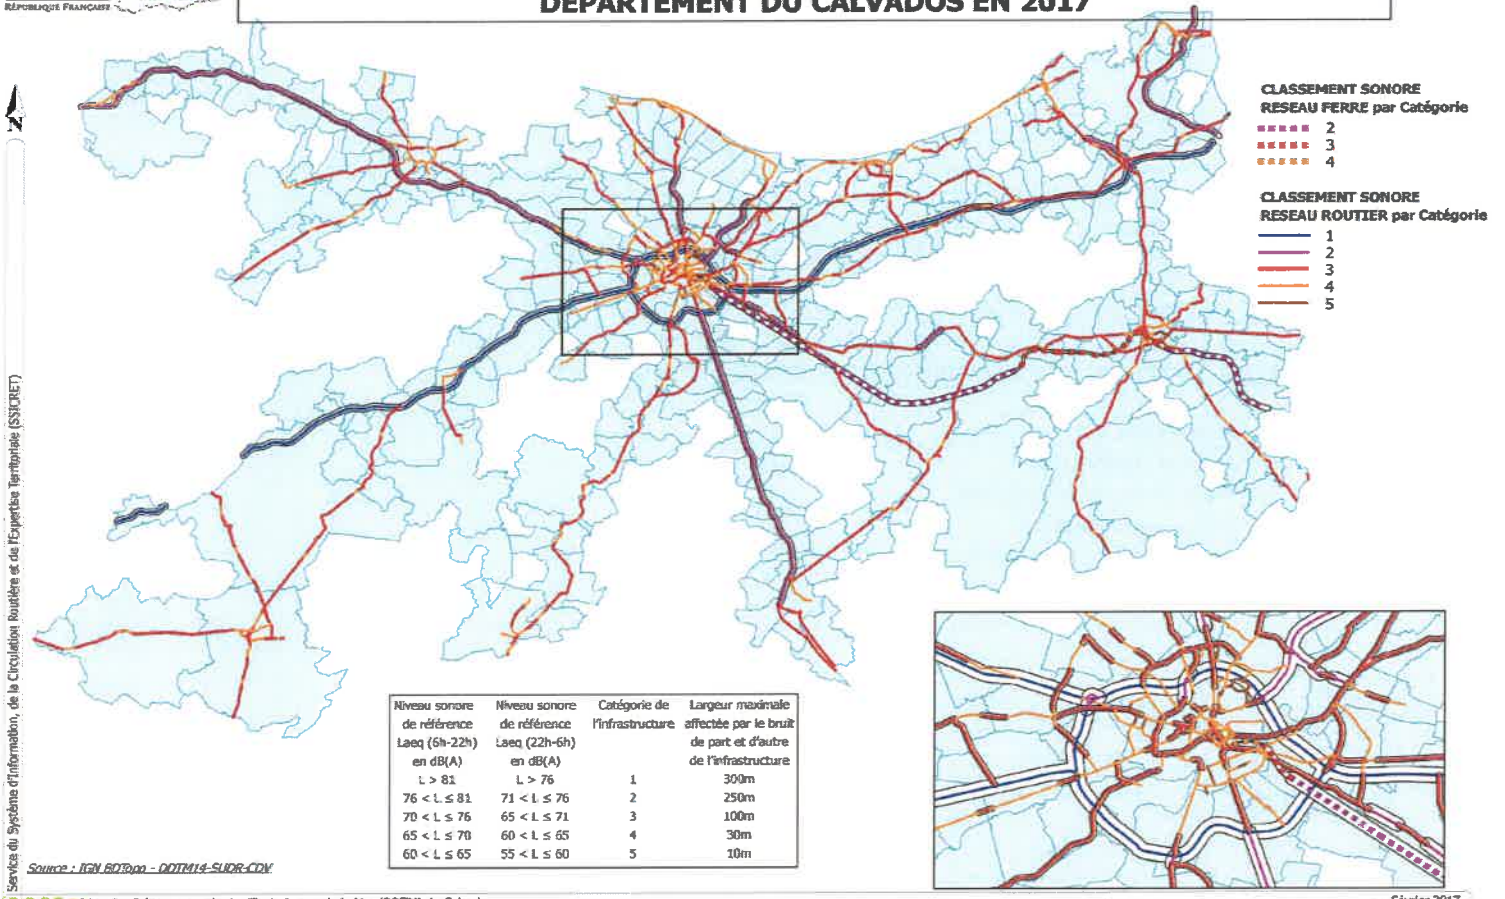 RÉPUBLIQUE FRANÇAISE
DEPARTEMENT DU CALVADOS EN 2017
N
CLASSEMENT SONORE
RESEAU FERRE par Catégorie
2
3
4
CLASSEMENT SONORE
RESEAU ROUTIER par Catégorie
1
2
3
4
5
Service du Système d'Information, de la Circulation Routière et de l'Expertise Territoriale (SSICRET)
Niveau sonore de référence Laeq (6h-22h) en dB(A)
Niveau sonore de référence Laeq (22h-6h) en dB(A)
Catégorie de l'infrastructure
Largeur maximale affectée par le bruit de part et d'autre de l'infrastructure
L > 81 L > 76 1 300m
76 < L ≤ 81 71 < L ≤ 76 2 250m
70 < L ≤ 76 65 < L ≤ 71 3 100m
65 < L ≤ 70 60 < L ≤ 65 4 30m
60 < L ≤ 65 55 < L ≤ 60 5 10m
Source : IGN BDTopo - DDTM14-SUDR-CDV
Février 2017